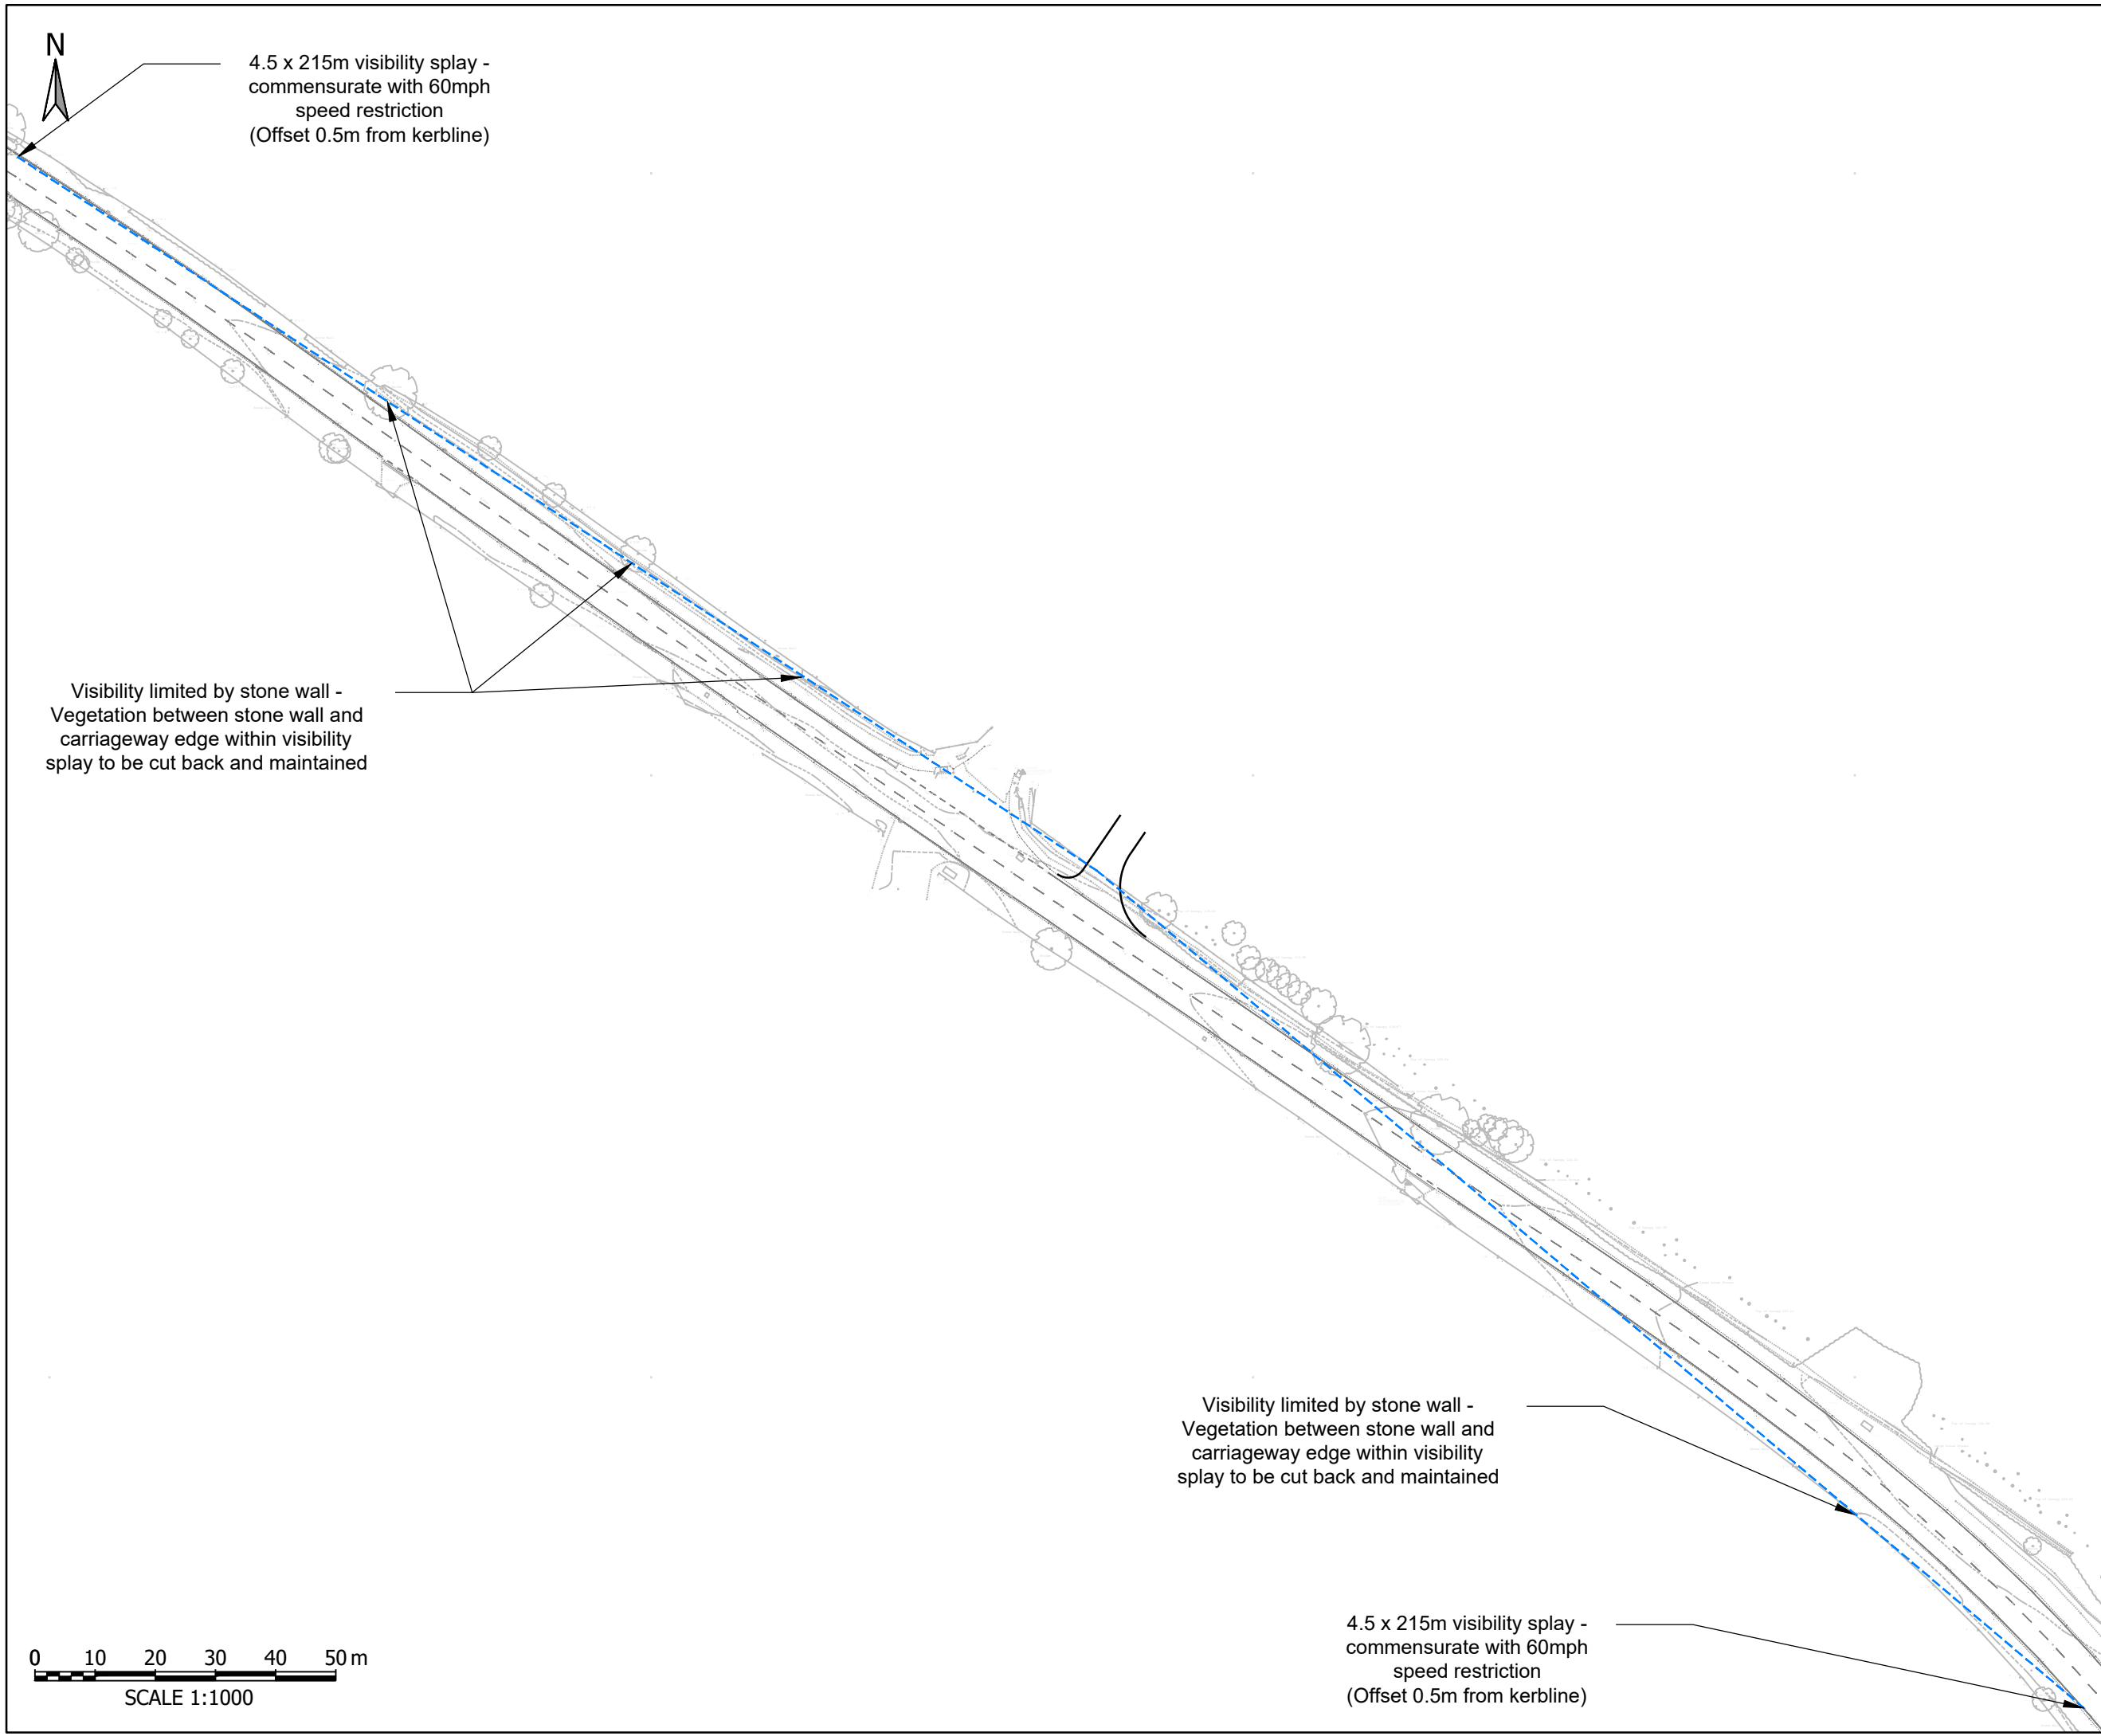 N
4.5 x 215m visibility splay -
commensurate with 60mph
speed restriction
(Offset 0.5m from kerbline)
Visibility limited by stone wall -
Vegetation between stone wall and
carriageway edge within visibility
splay to be cut back and maintained
Visibility limited by stone wall -
Vegetation between stone wall and
carriageway edge within visibility
splay to be cut back and maintained
4.5 x 215m visibility splay -
commensurate with 60mph
speed restriction
(Offset 0.5m from kerbline)
0 10 20 30 40 50 m
SCALE 1:1000